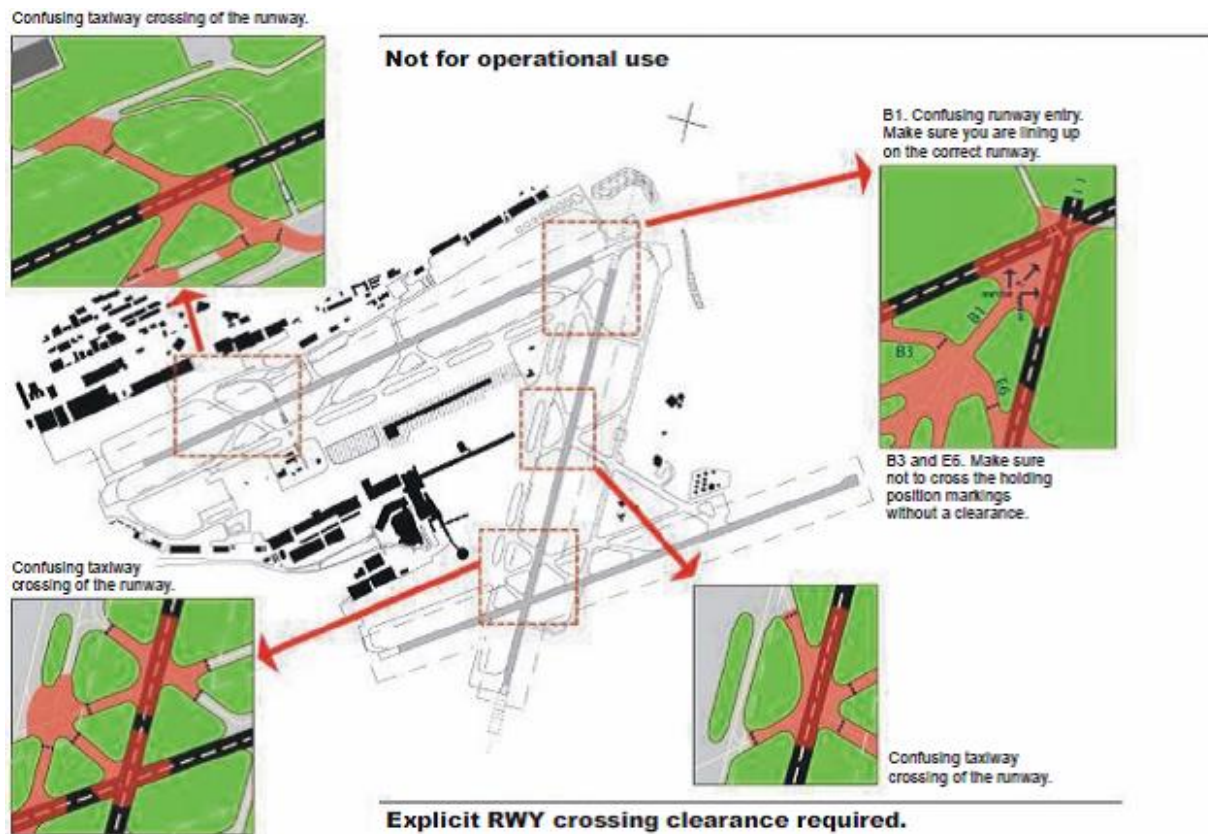 Confusing taxiway crossing of the runway.
Not for operational use
B1. Confusing runway entry.
Make sure you are lining up
on the correct runway.
B1
B3
E6
B3 and E6. Make sure
not to cross the holding
position markings
without a clearance.
Confusing taxiway
crossing of the runway.
Confusing taxiway
crossing of the runway.
Explicit RWY crossing clearance required.